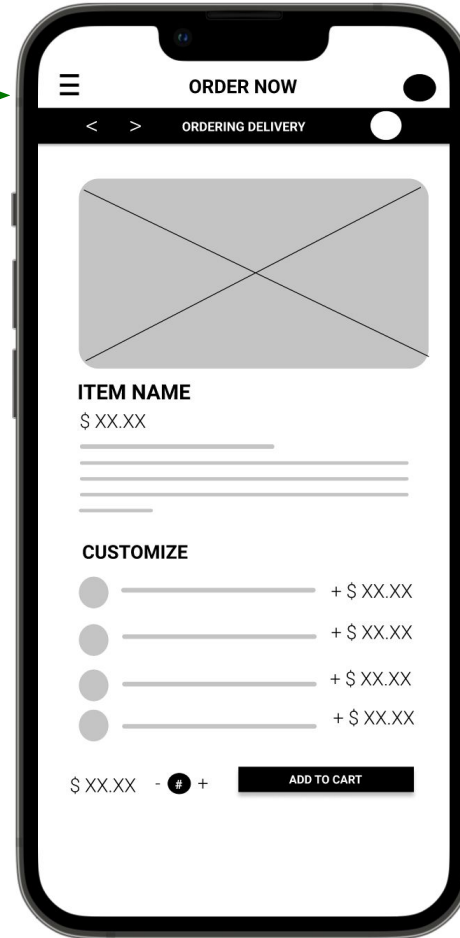 ORDER NOW
< > ORDERING DELIVERY
ITEM NAME
$ XX.XX
CUSTOMIZE
+ $ XX.XX
+ $ XX.XX
+ $ XX.XX
+ $ XX.XX
$ XX.XX - # + ADD TO CART